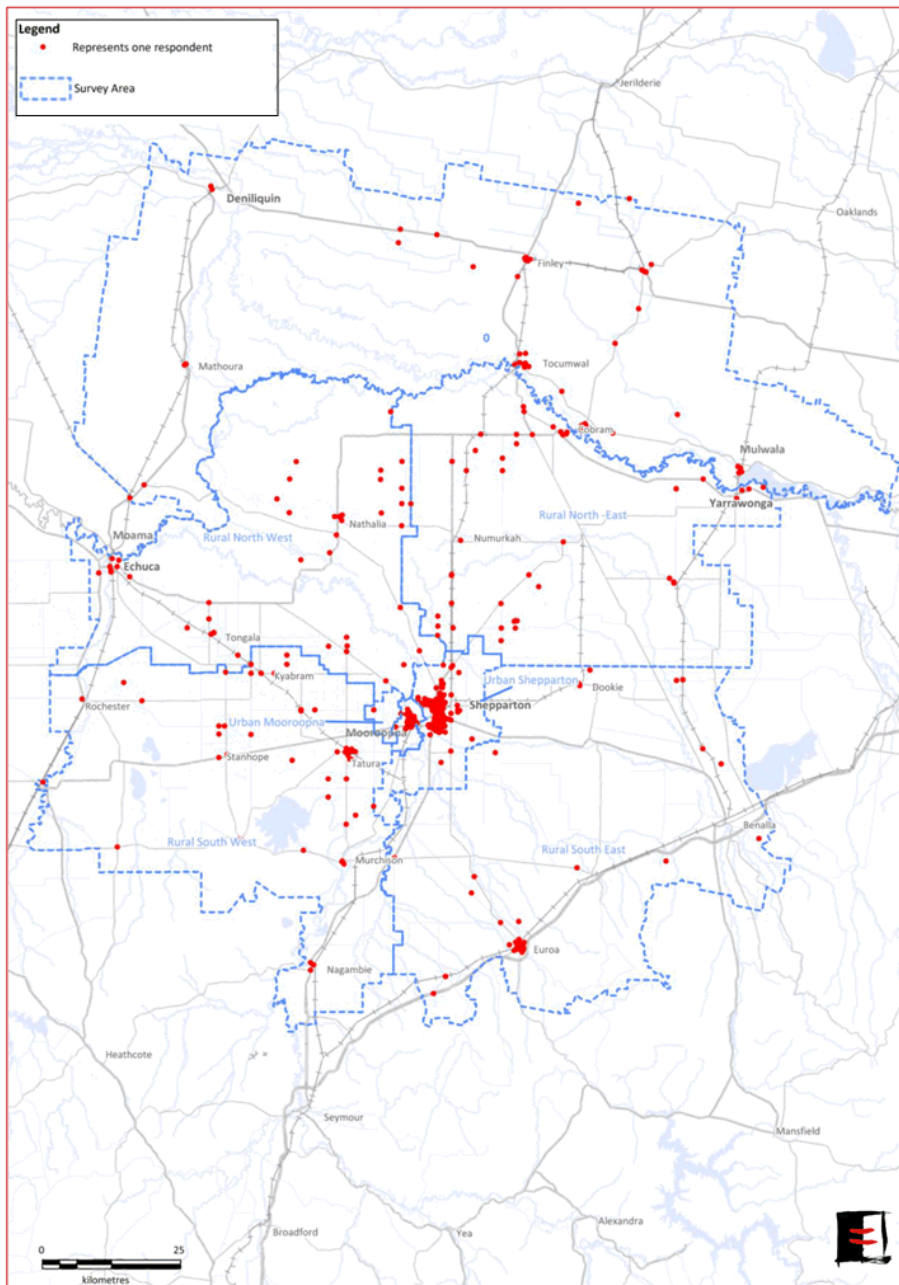 Legend
Represents one respondent
Survey Area
Jerilderie
Deniliquin
Oaklands
Finley
0
Mathoura
Tocumwal
Cobram
Mulwala
Yarrawonga
Nathalia
Rural North -East
Rural North West
Numurkah
Moama
Echuca
Tongala
Kyabram
Urban Shepparton
Dookie
Rochester
Shepparton
Urban Mooroopna
Mooroopna
Stanhope
Tatura
Benalla
Rural South West
Rural South East
Murchison
Euroa
Nagambie
Heathcote
Seymour
Mansfield
Alexandra
Broadford
Yea
0 25
kilometres